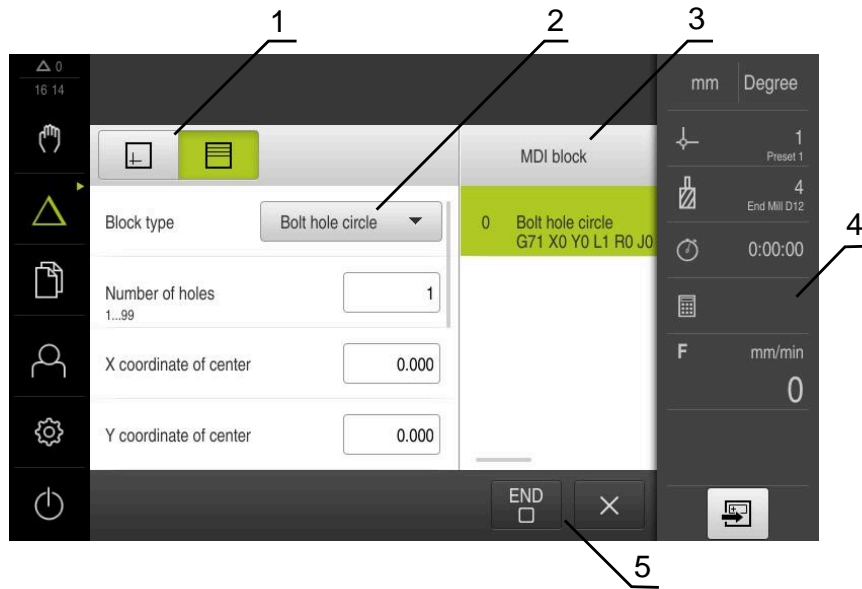 1
2
3
0
16 14
mm
Degree
1
Preset 1
MDI block
4
End Mill D12
Block type
Bolt hole circle
0
Bolt hole circle
G71 X0 Y0 L1 R0 J0
4
0:00:00
Number of holes
1...99
1
F
mm/min
0
X coordinate of center
0.000
Y coordinate of center
0.000
END
5